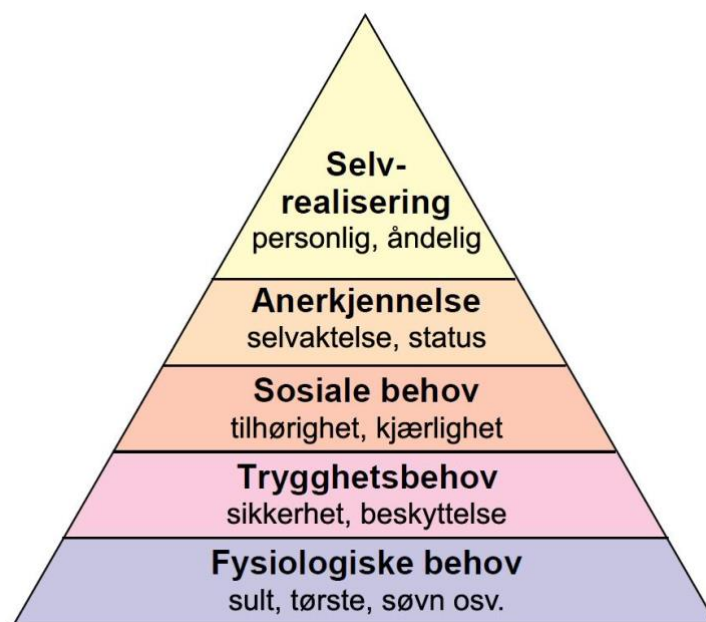 Selv-
realisering
personlig, åndelig
Anerkjennelse
selvaktelse, status
Sosiale behov
tilhørighet, kjærlighet
Trygghetsbehov
sikkerhet, beskyttelse
Fysiologiske behov
sult, tørste, søvn osv.